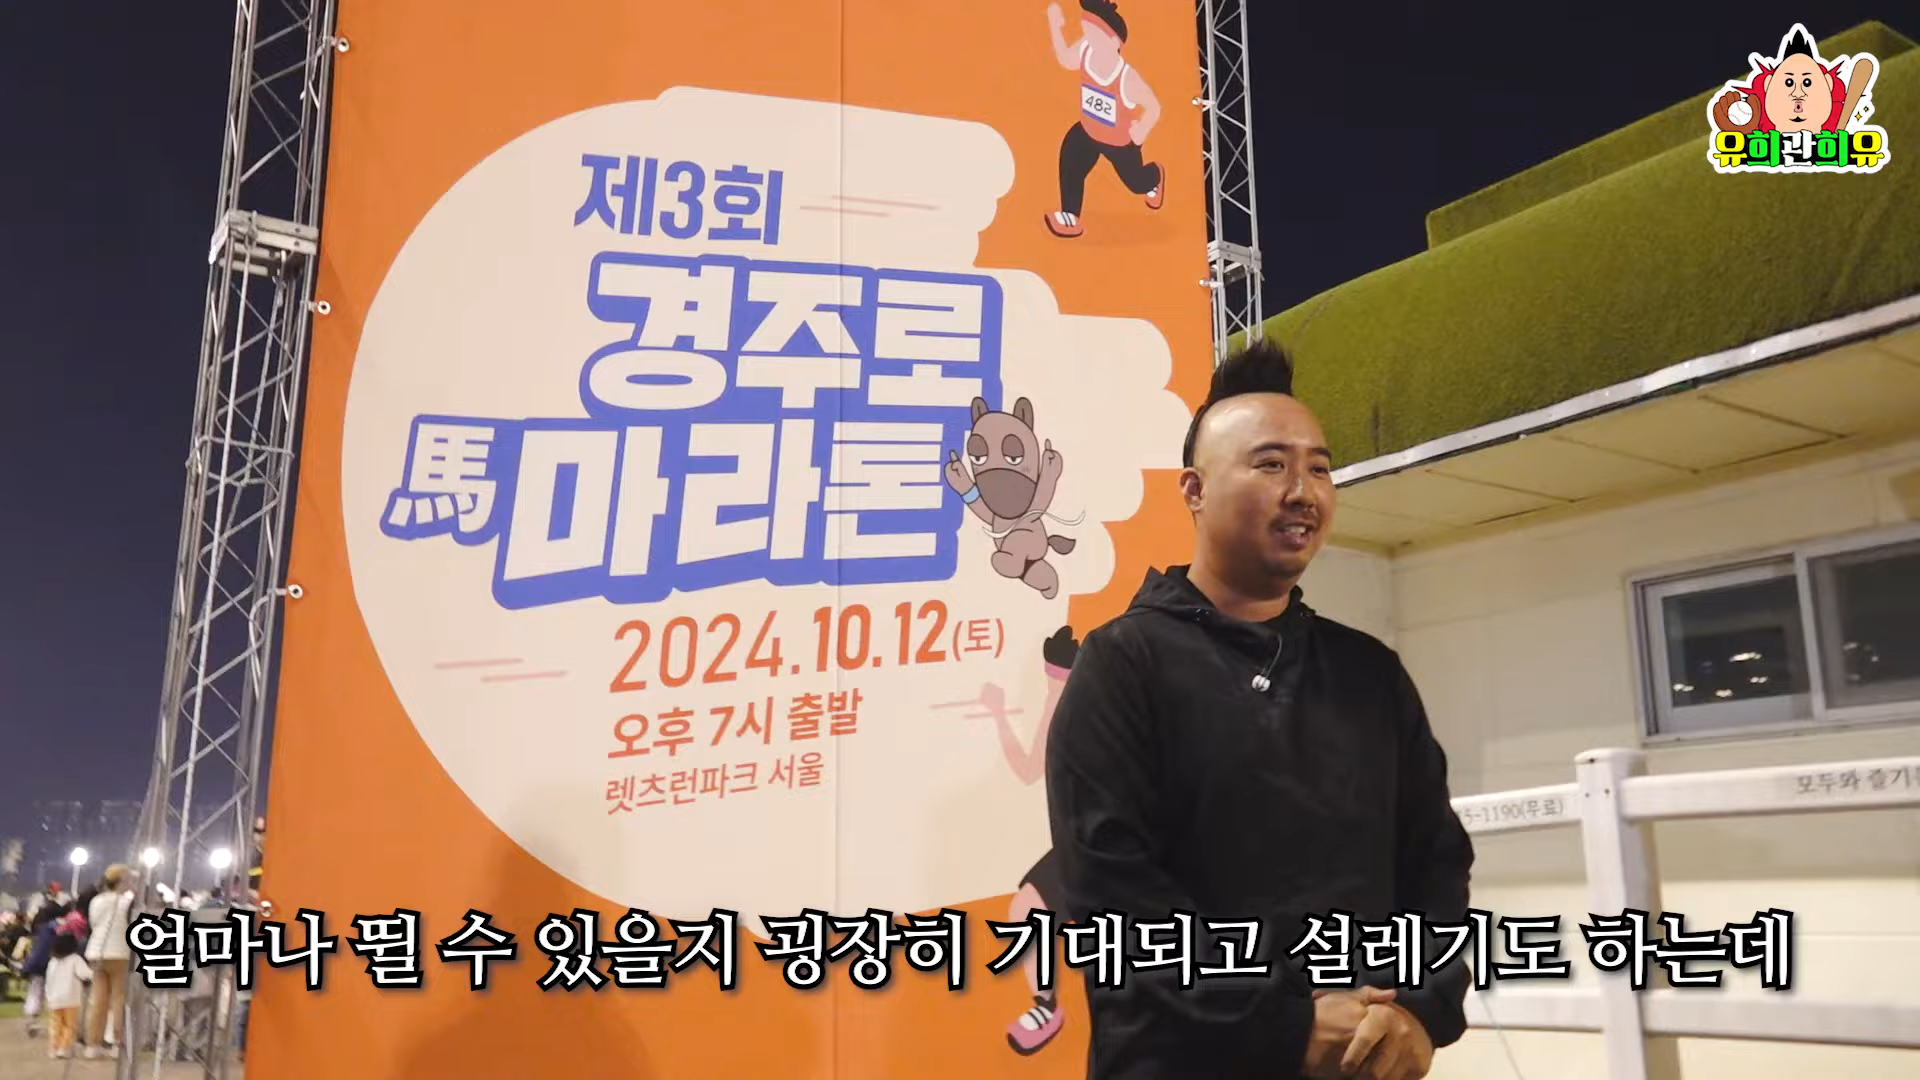 482
유희관희유
제3회
경주로
馬 마라톤
2024.10.12(토)
오후 7시 출발
렛츠런파크 서울
5-1190(무료)
모두와 즐기
얼마나 뛸 수 있을지 굉장히 기대되고 설레기도 하는데